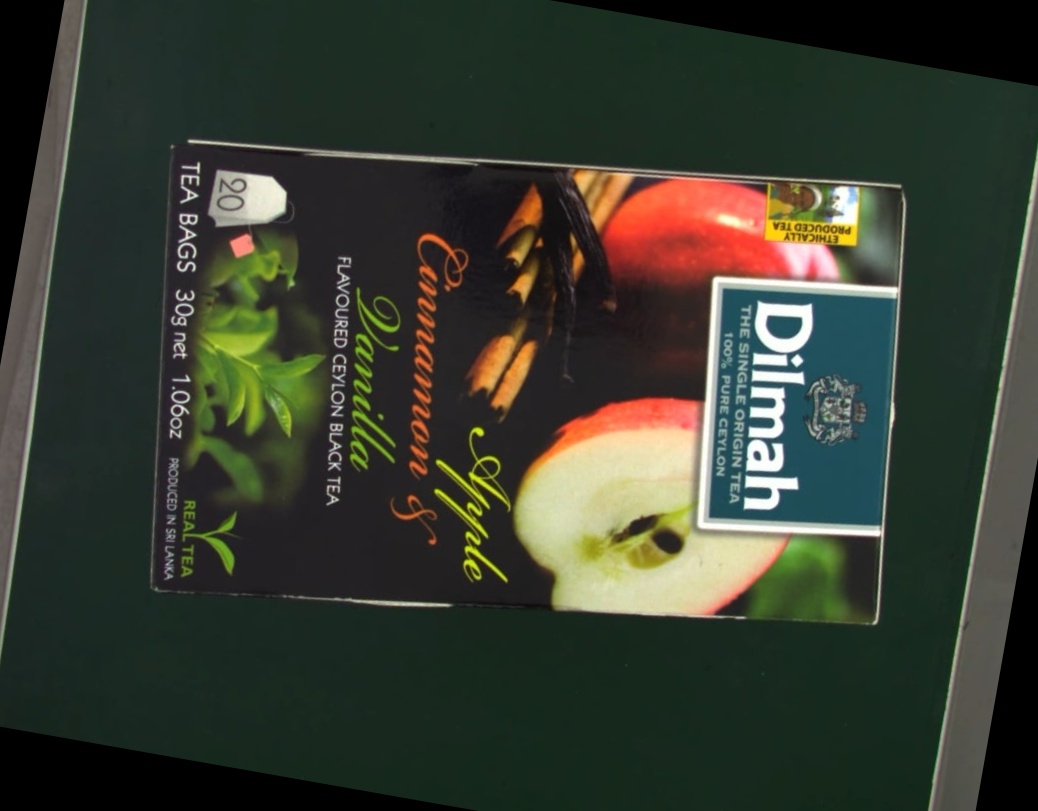 ETHICALLY
PRODUCED TEA
Dilmah
THE SINGLE ORIGIN TEA
100% PURE CEYLON
Apple
Cinnamon &
Vanilla
FLAVOURED CEYLON BLACK TEA
20
REAL TEA
TEA BAGS 30g net 1.06oz PRODUCED IN SRI LANKA